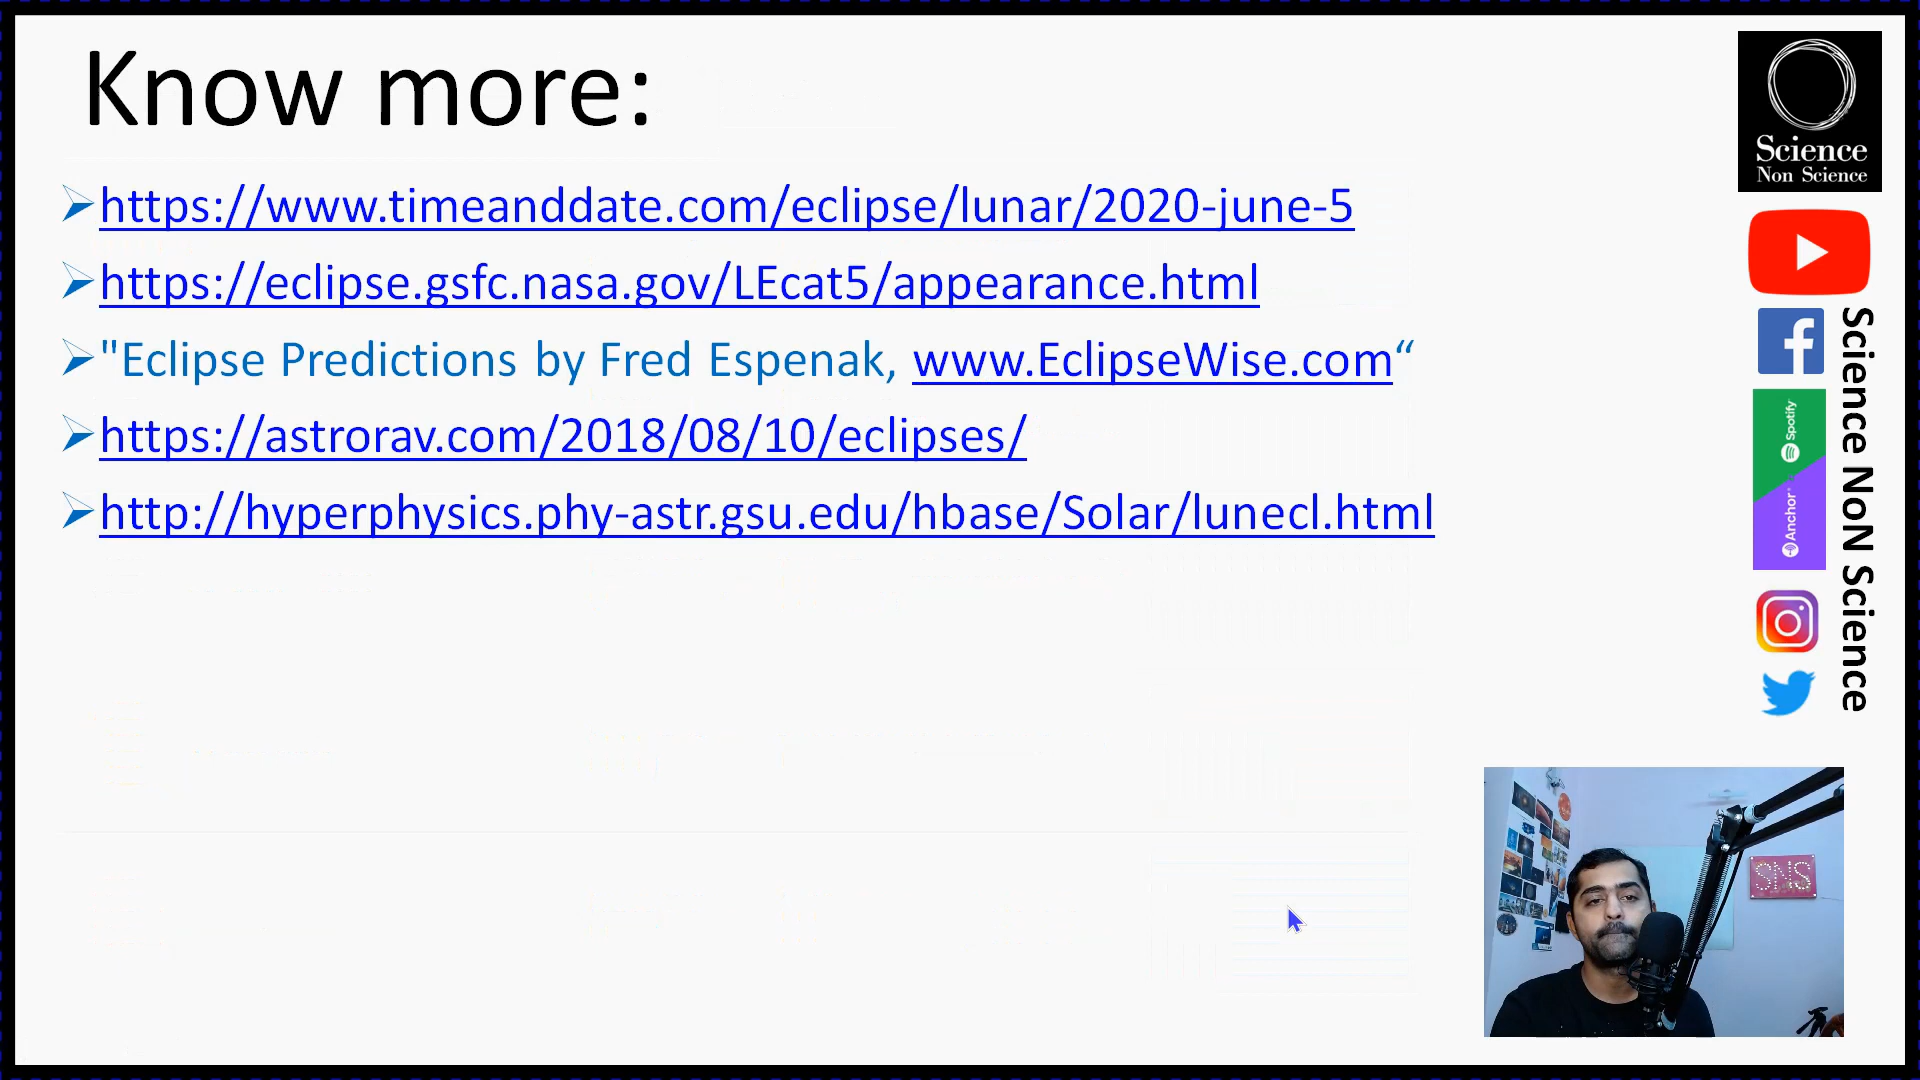 Know more:
https://www.timeanddate.com/eclipse/lunar/2020-june-5
https://eclipse.gsfc.nasa.gov/LEcat5/appearance.html
"Eclipse Predictions by Fred Espenak, www.EclipseWise.com“
https://astrorav.com/2018/08/10/eclipses/
http://hyperphysics.phy-astr.gsu.edu/hbase/Solar/lunecl.html
Science
Non Science
Spotify
Anchor
Science NoN Science
SNS